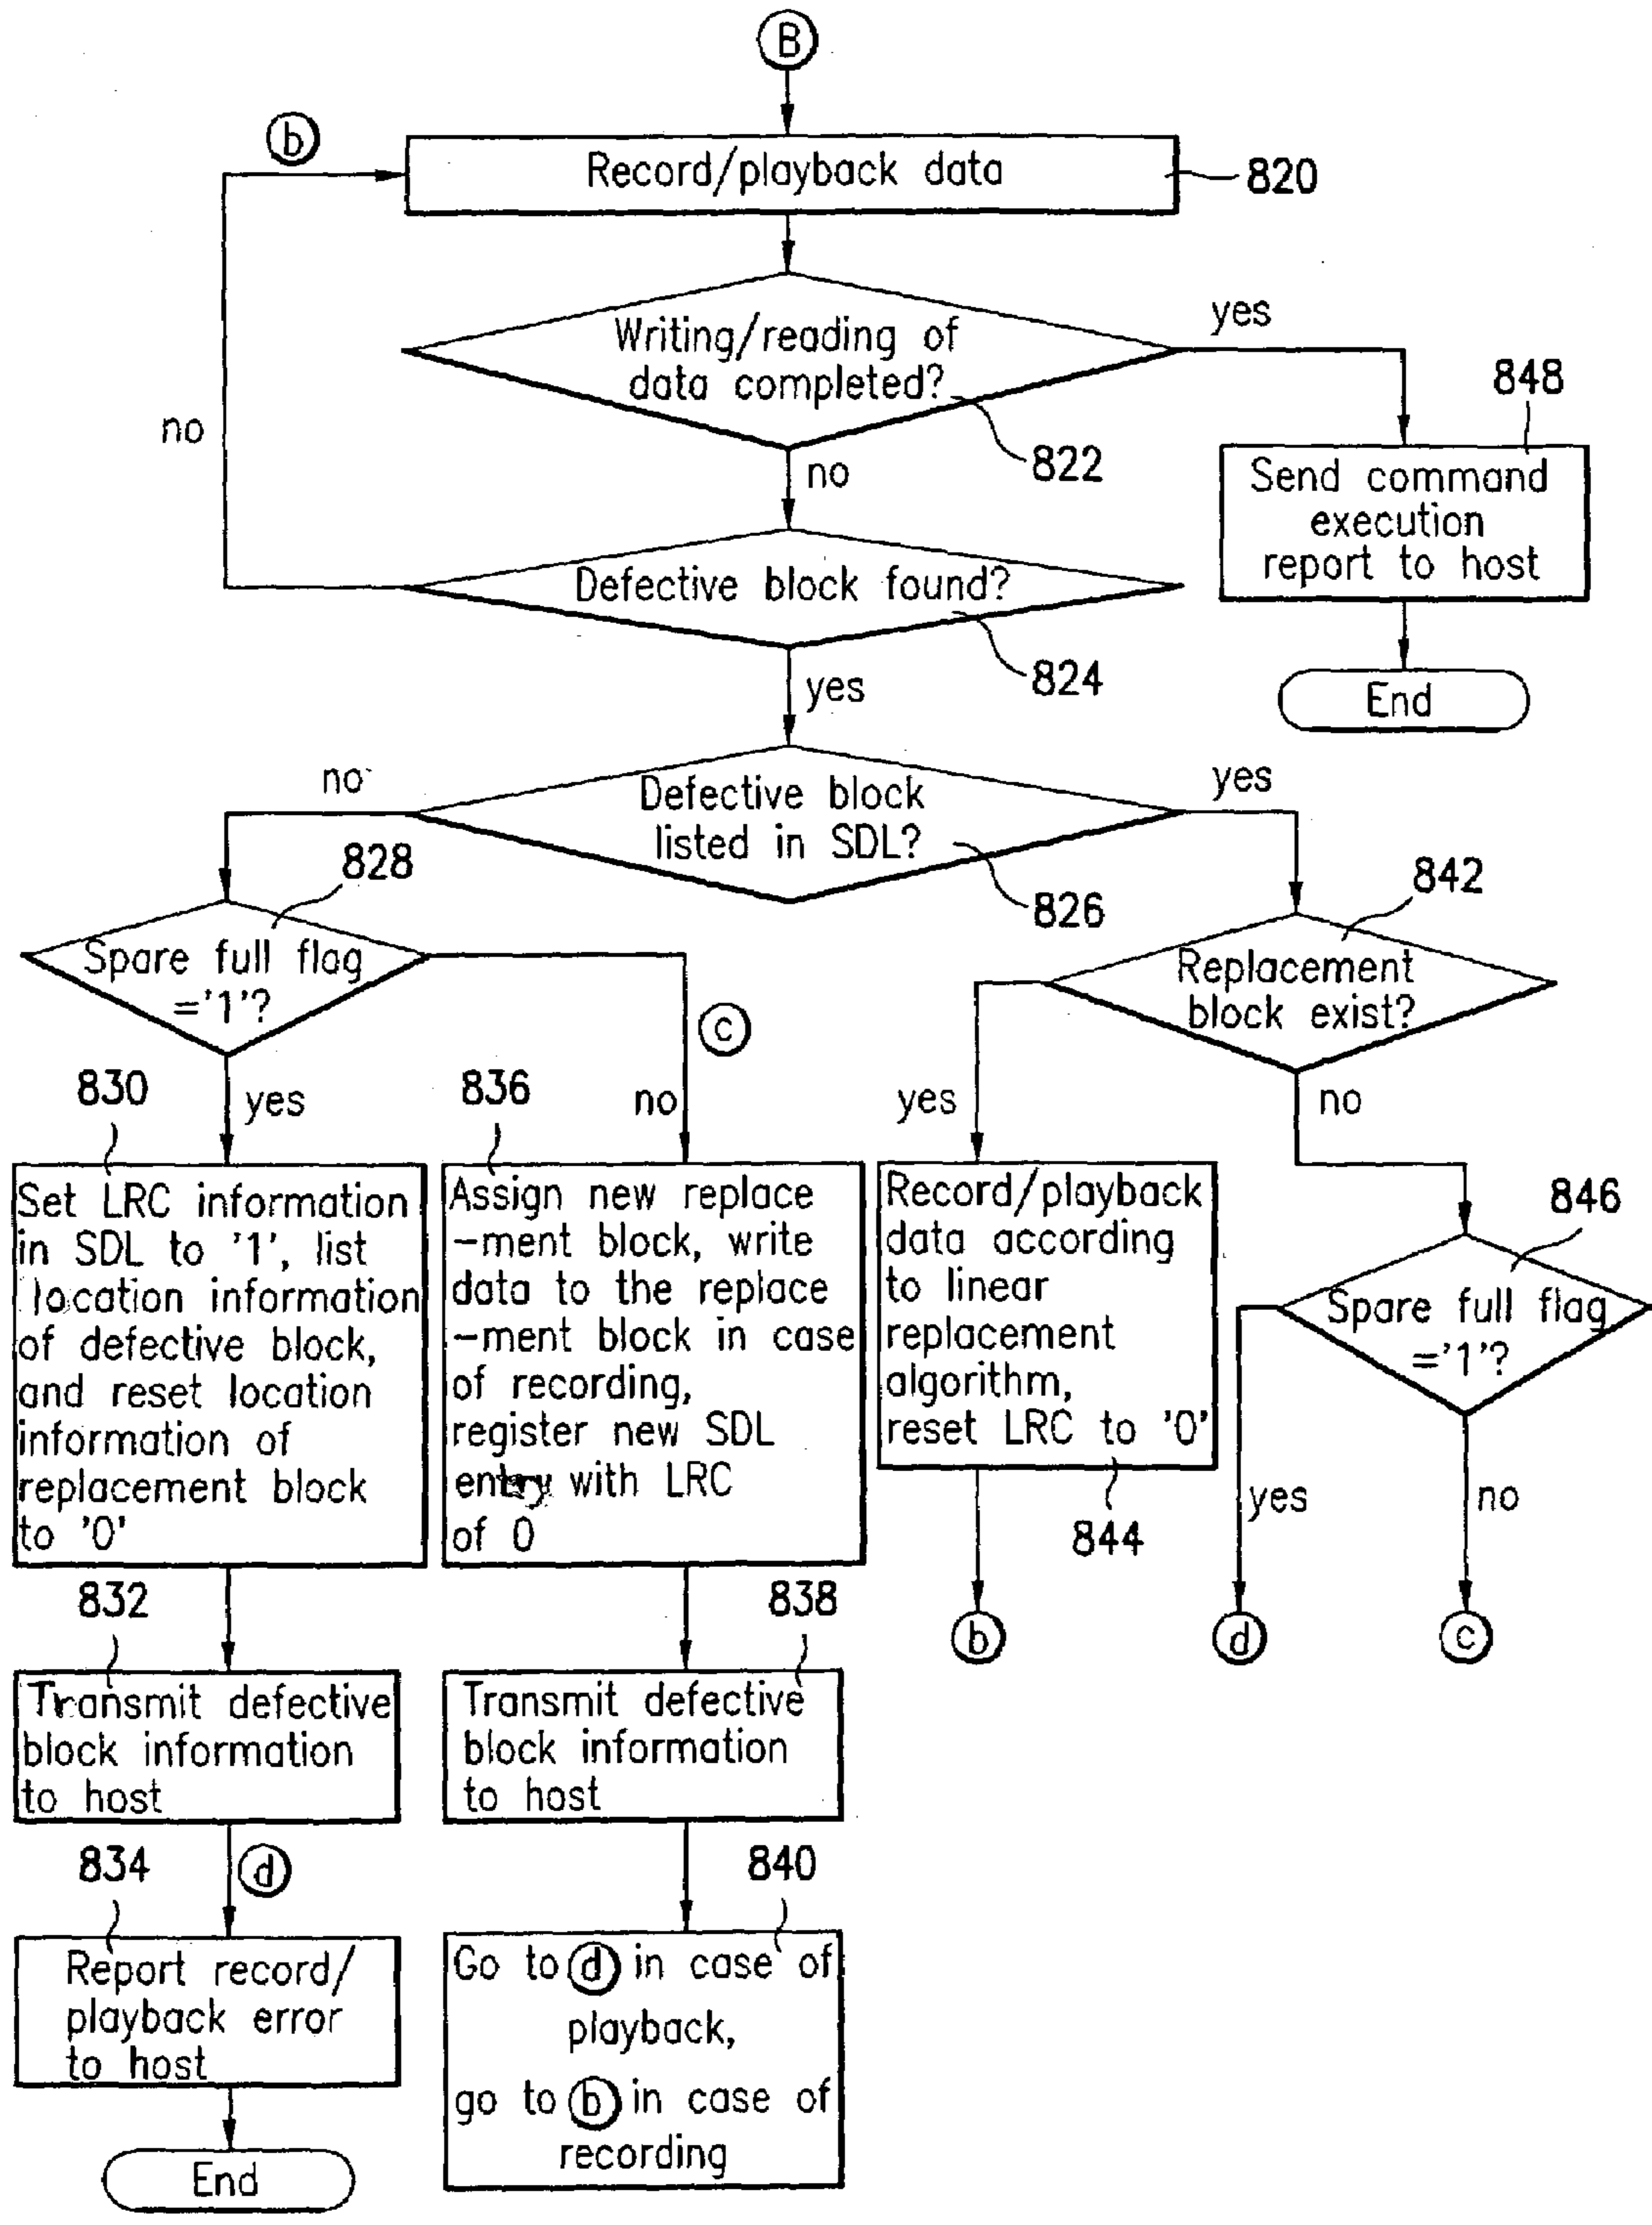 B
b
Record/playback data
820
Writing/reading of
data completed?
yes
822
no
848
Send command
execution
report to host
End
no
Defective block found?
824
yes
no
Defective block
listed in SDL?
yes
826
828
Spare full flag
='1'?
yes
c
no
842
Replacement
block exist?
yes
no
830
Set LRC information
in SDL to '1', list
location information
of defective block,
and reset location
information of
replacement block
to '0'
836
Assign new replace
-ment block, write
data to the replace
-ment block in case
of recording,
register new SDL
entry with LRC
of 0
Record/playback
data according
to linear
replacement
algorithm,
reset LRC to '0'
844
846
Spare full flag
='1'?
yes
no
b
d
c
832
Transmit defective
block information
to host
838
Transmit defective
block information
to host
834
d
Report record/
playback error
to host
End
840
Go to d in case of
playback,
go to b in case of
recording